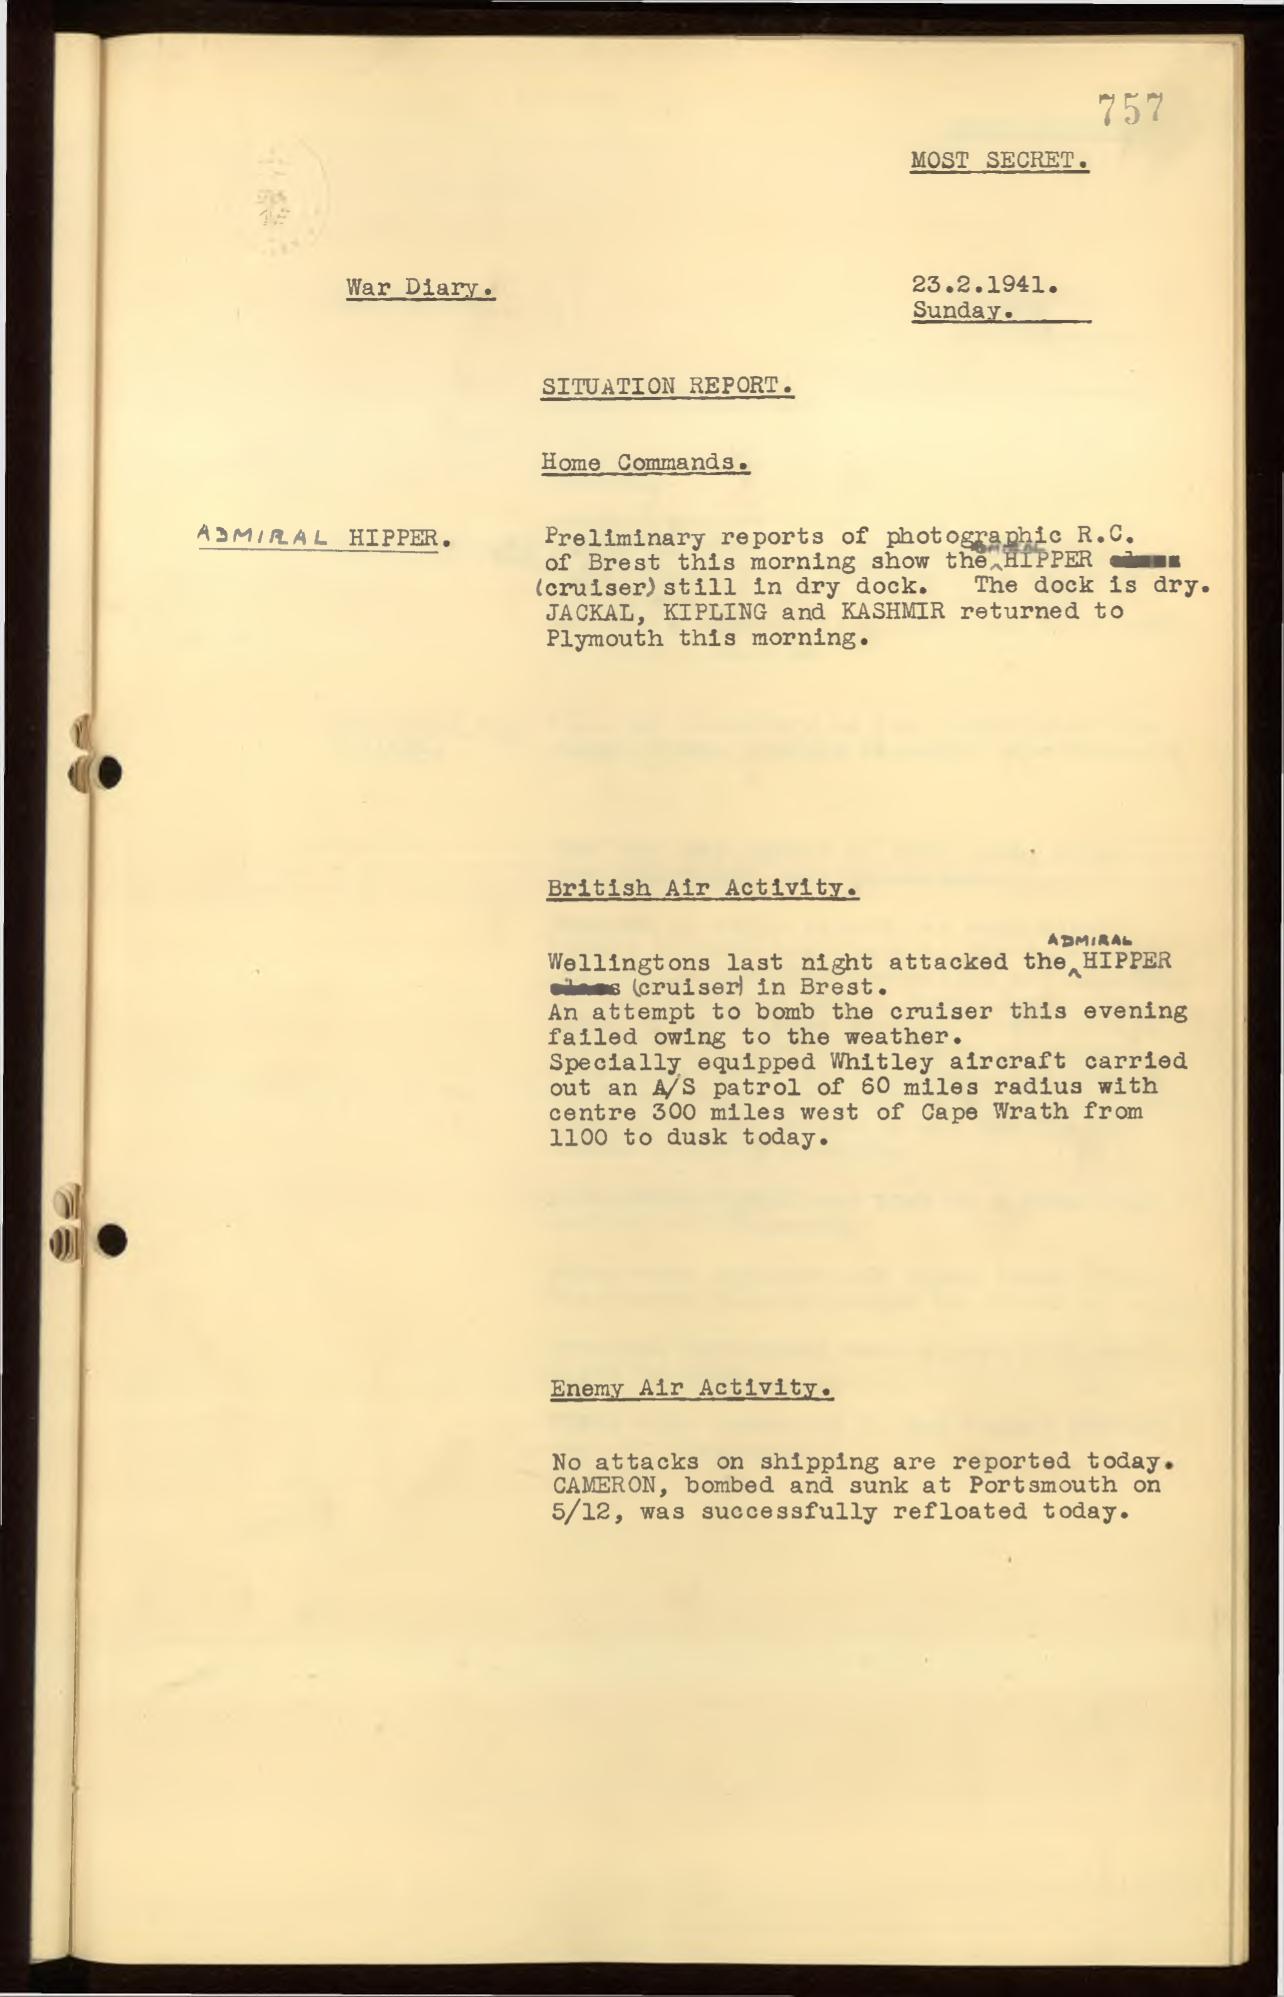 757
MOST SECRET.
War Diary.
23.2.1941.
Sunday.
SITUATION REPORT.
Home Commands.
ADMIRAL HIPPER.
Preliminary reports of photographic R.C.
of Brest this morning show the ADMIRAL HIPPER
(cruiser) still in dry dock. The dock is dry.
JACKAL, KIPLING and KASHMIR returned to
Plymouth this morning.
British Air Activity.
Wellingtons last night attacked the ADMIRAL HIPPER
(cruiser) in Brest.
An attempt to bomb the cruiser this evening
failed owing to the weather.
Specially equipped Whitley aircraft carried
out an A/S patrol of 60 miles radius with
centre 300 miles west of Cape Wrath from
1100 to dusk today.
Enemy Air Activity.
No attacks on shipping are reported today.
CAMERON, bombed and sunk at Portsmouth on
5/12, was successfully refloated today.